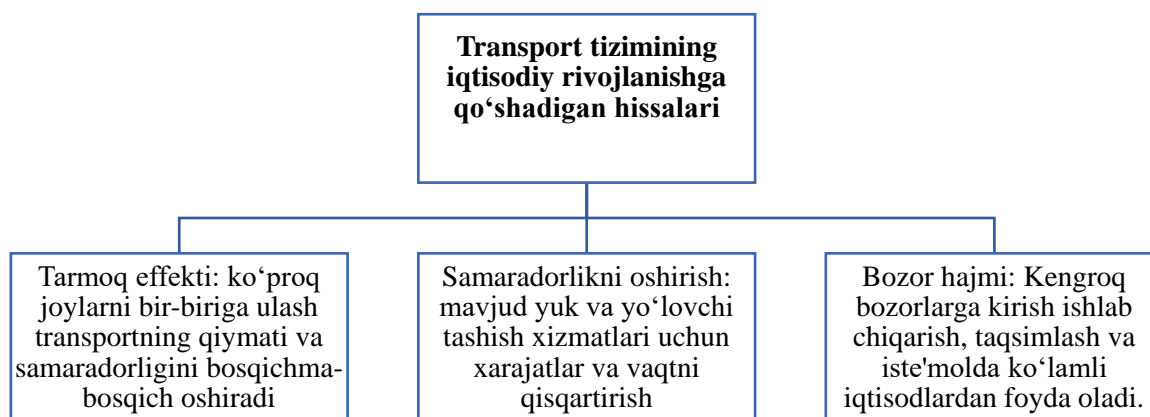 Transport tizimining
iqtisodiy rivojlanishga
qo‘shadigan hissalari
Tarmoq effekti: ko‘proq
joylarni bir-biriga ulash
transportning qiymati va
samaradorligini bosqichma-
bosqich oshiradi
Samaradorlikni oshirish:
mavjud yuk va yo‘lovchi
tashish xizmatlari uchun
xarajatlar va vaqtni
qisqartirish
Bozor hajmi: Kengroq
bozorlarga kirish ishlab
chiqarish, taqsimlash va
iste'molda ko‘lamli
iqtisodlardan foyda oladi.